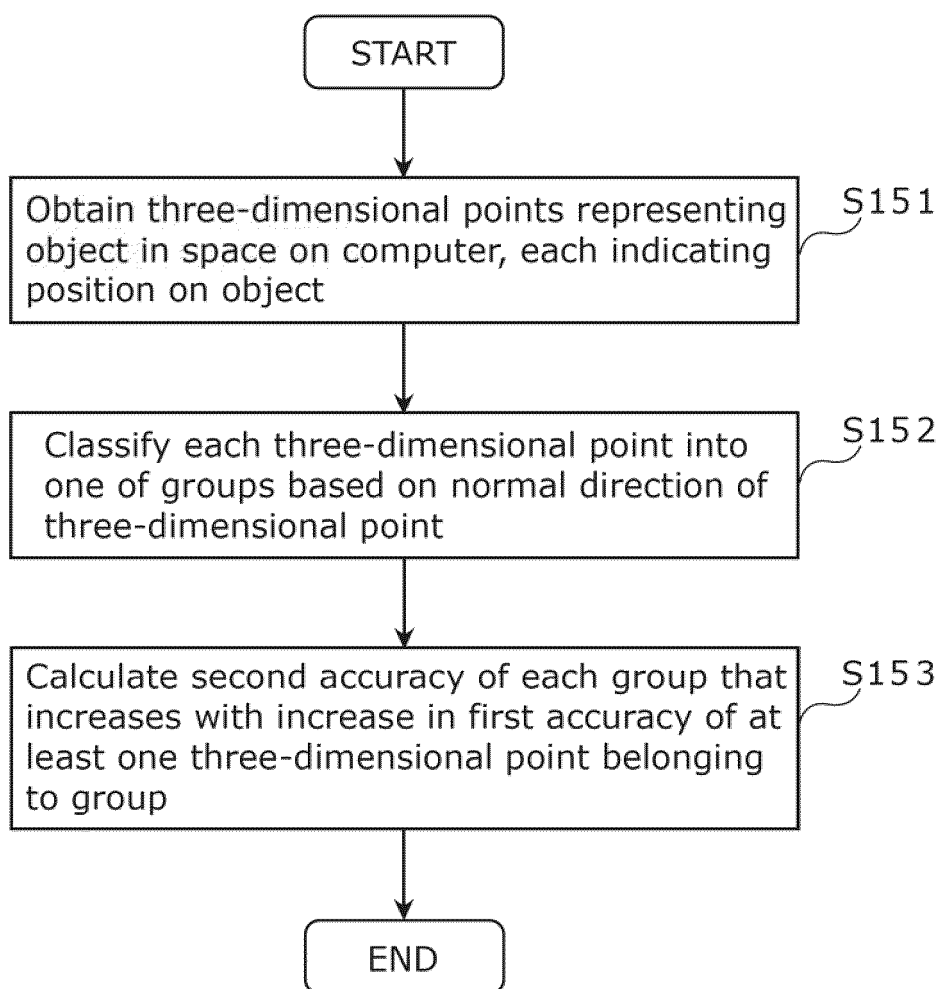 START
Obtain three-dimensional points representing
object in space on computer, each indicating
position on object
S151
Classify each three-dimensional point into
one of groups based on normal direction of
three-dimensional point
S152
Calculate second accuracy of each group that
increases with increase in first accuracy of at
least one three-dimensional point belonging
to group
S153
END